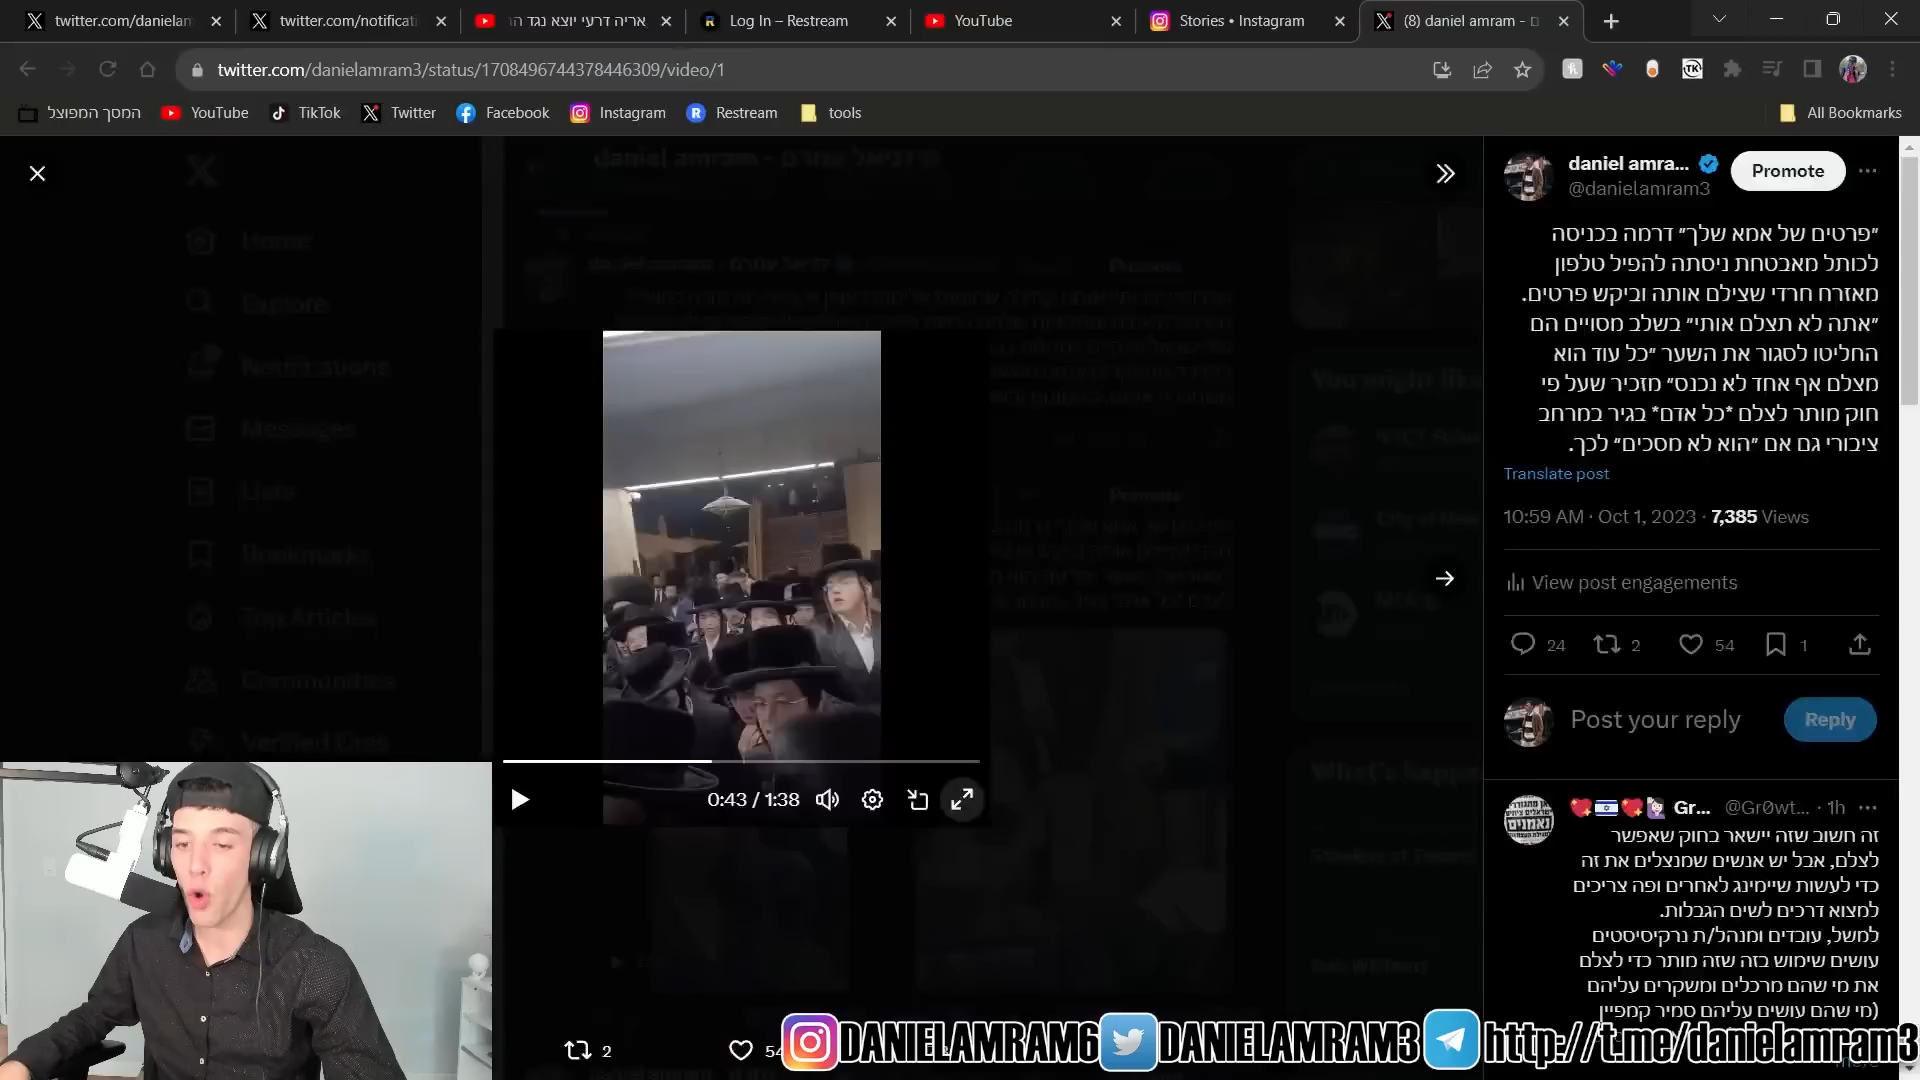 twitter.com/danielam
twitter.com/notificati
אריה דרעי יוצא נגד הר
Log In – Restream
YouTube
Stories • Instagram
(8) daniel amram -
twitter.com/danielamram3/status/1708496744378446309/video/1
המסך המפוצל
YouTube
TikTok
Twitter
Facebook
Instagram
Restream
tools
All Bookmarks
daniel amram - דניאל עמרם
Home
Explore
Notifications
Messages
Lists
Bookmarks
Top Articles
Communities
Verified Orgs
Promote
Promote
You might like
0:43 / 1:38
2
daniel amra...
@danielamram3
Promote
״פרטים של אמא שלך״ דרמה בכניסה
לכותל מאבטחת ניסתה להפיל טלפון
מאזרח חרדי שצילם אותה וביקש פרטים.
״אתה לא תצלם אותי״ בשלב מסויים הם
החליטו לסגור את השער ״כל עוד הוא
מצלם אף אחד לא נכנס״ מזכיר שעל פי
חוק מותר לצלם *כל אדם* בגיר במרחב
ציבורי גם אם ״הוא לא מסכים״ לכך.
Translate post
10:59 AM · Oct 1, 2023 · 7,385 Views
View post engagements
24
2
54
1
Post your reply
Reply
Gr... @Gr0wt... · 1h
זה חשוב שזה יישאר בחוק שאפשר
לצלם, אבל יש אנשים שמנצלים את זה
כדי לעשות שיימינג לאחרים ופה צריכים
למצוא דרכים לשים הגבלות.
למשל, עובדים ומנהל/ת נרקיסיסטים
עושים שימוש בזה שזה מותר כדי לצלם
את מי שהם מרכלים ומשקרים עליהם
(מי שהם עושים עליהם סמיר קמפיין
DANIELAMRAM6
DANIELAMRAM3
http://t.me/danielamram3